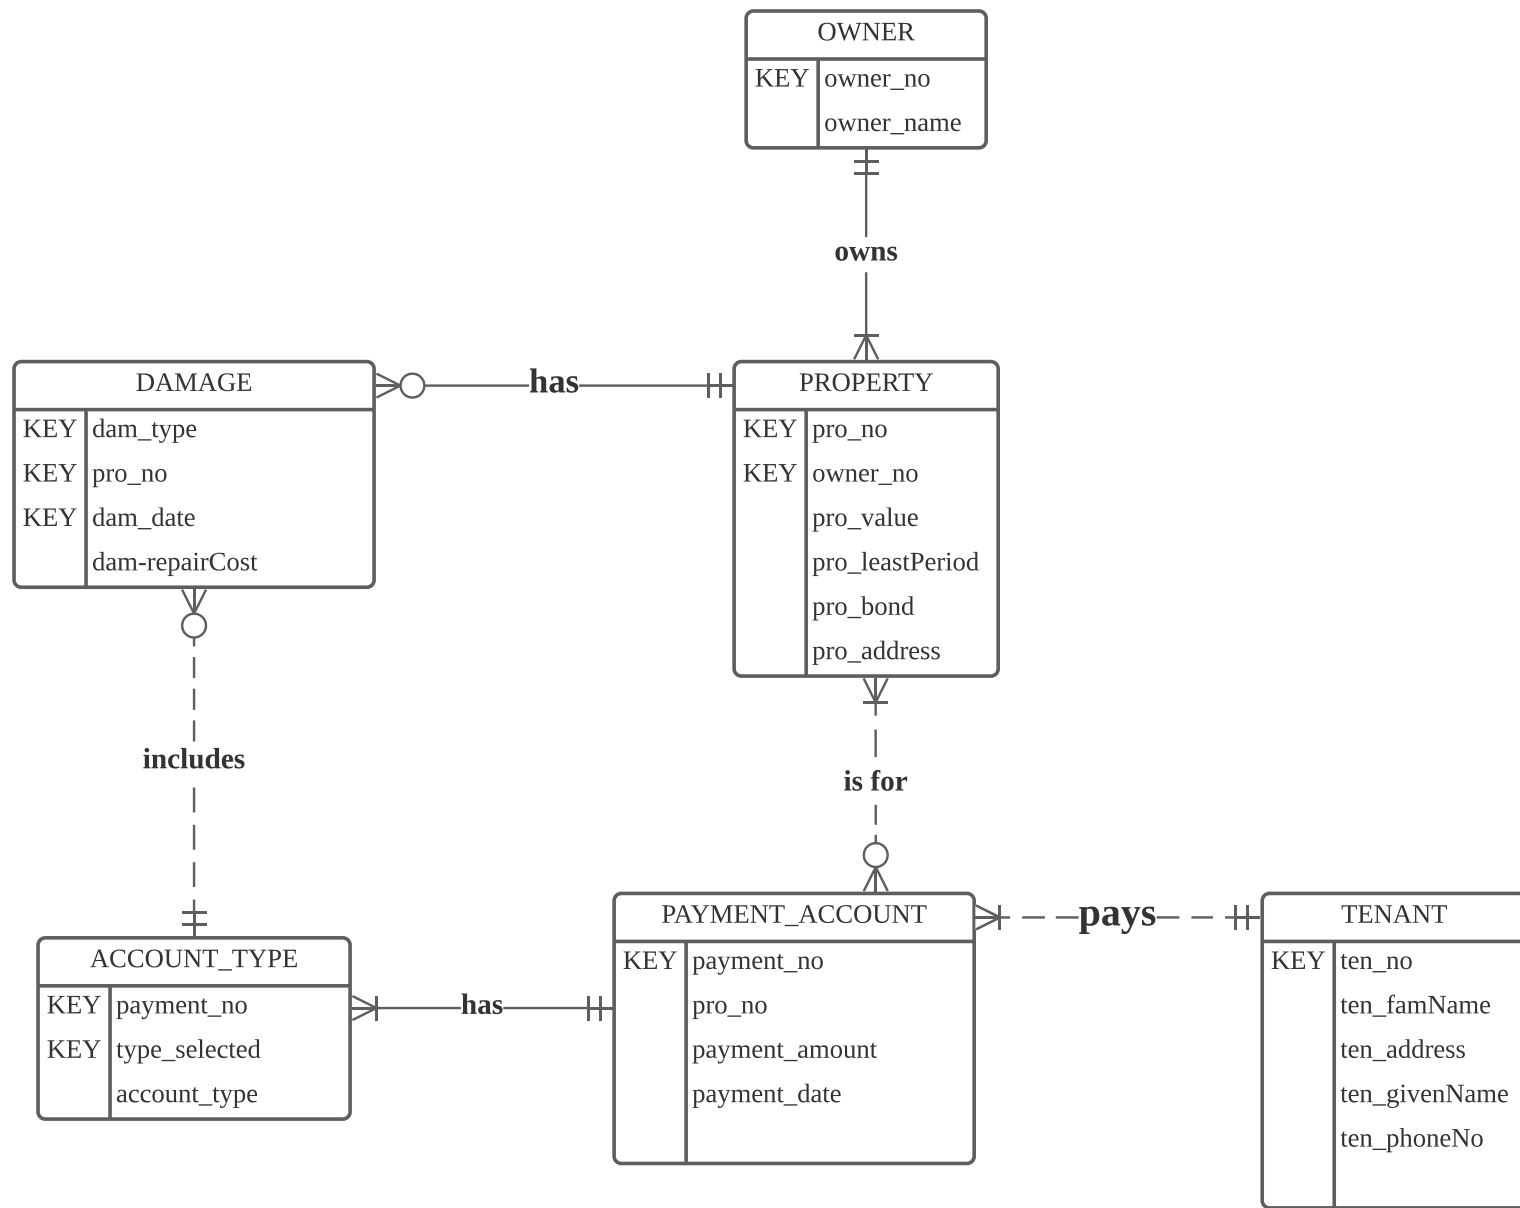 OWNER
KEY owner_no
owner_name
owns
DAMAGE
KEY dam_type
KEY pro_no
KEY dam_date
dam-repairCost
has
PROPERTY
KEY pro_no
KEY owner_no
pro_value
pro_leastPeriod
pro_bond
pro_address
includes
is for
ACCOUNT_TYPE
KEY payment_no
KEY type_selected
account_type
has
PAYMENT_ACCOUNT
KEY payment_no
pro_no
payment_amount
payment_date
pays
TENANT
KEY ten_no
ten_famName
ten_address
ten_givenName
ten_phoneNo